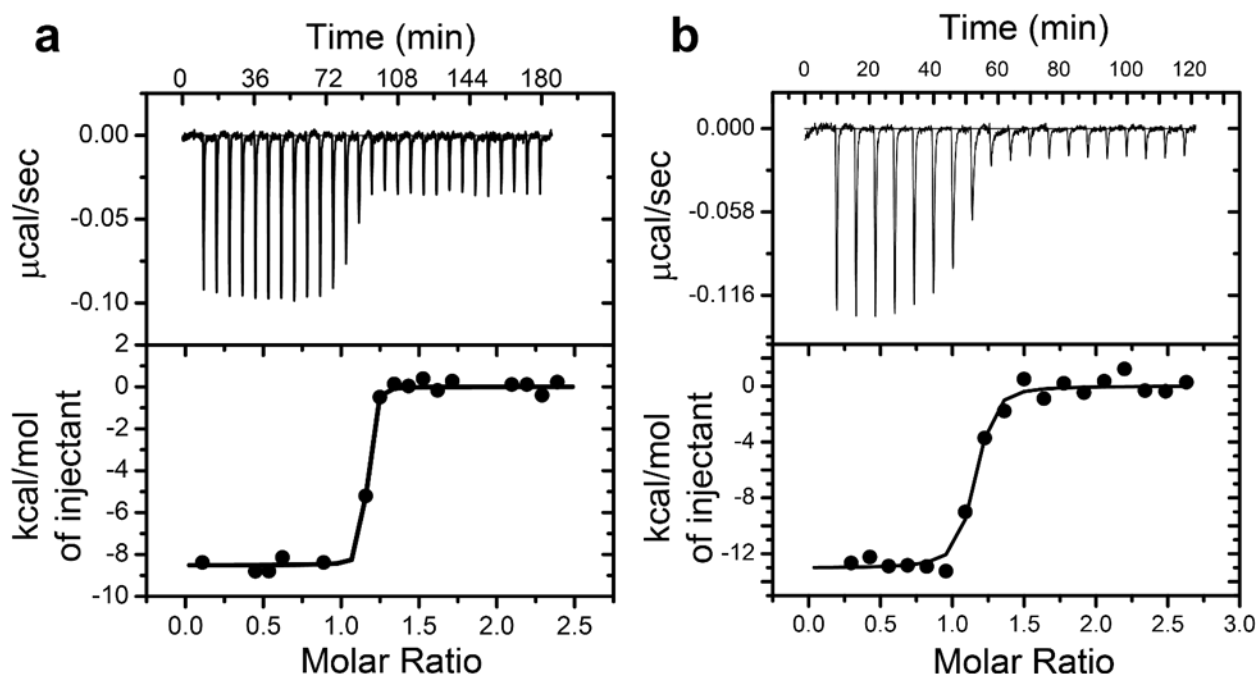 a
Time (min)
0 36 72 108 144 180
0.00
-0.05
-0.10
μcal/sec
2
0
-2
-4
-6
-8
-10
kcal/mol
of injectant
0.0 0.5 1.0 1.5 2.0 2.5
Molar Ratio
b
Time (min)
0 20 40 60 80 100 120
0.000
-0.058
-0.116
μcal/sec
0
-4
-8
-12
kcal/mol
of injectant
0.0 0.5 1.0 1.5 2.0 2.5 3.0
Molar Ratio